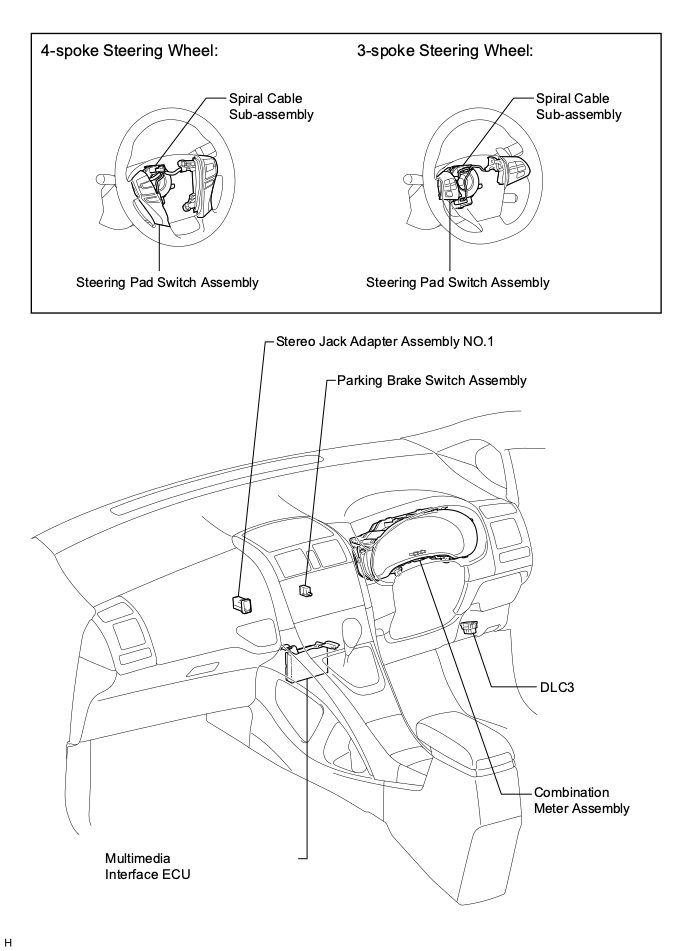 4-spoke Steering Wheel:
3-spoke Steering Wheel:
Spiral Cable
Sub-assembly
Spiral Cable
Sub-assembly
Steering Pad Switch Assembly
Steering Pad Switch Assembly
Stereo Jack Adapter Assembly NO.1
Parking Brake Switch Assembly
DLC3
Combination
Meter Assembly
Multimedia
Interface ECU
H